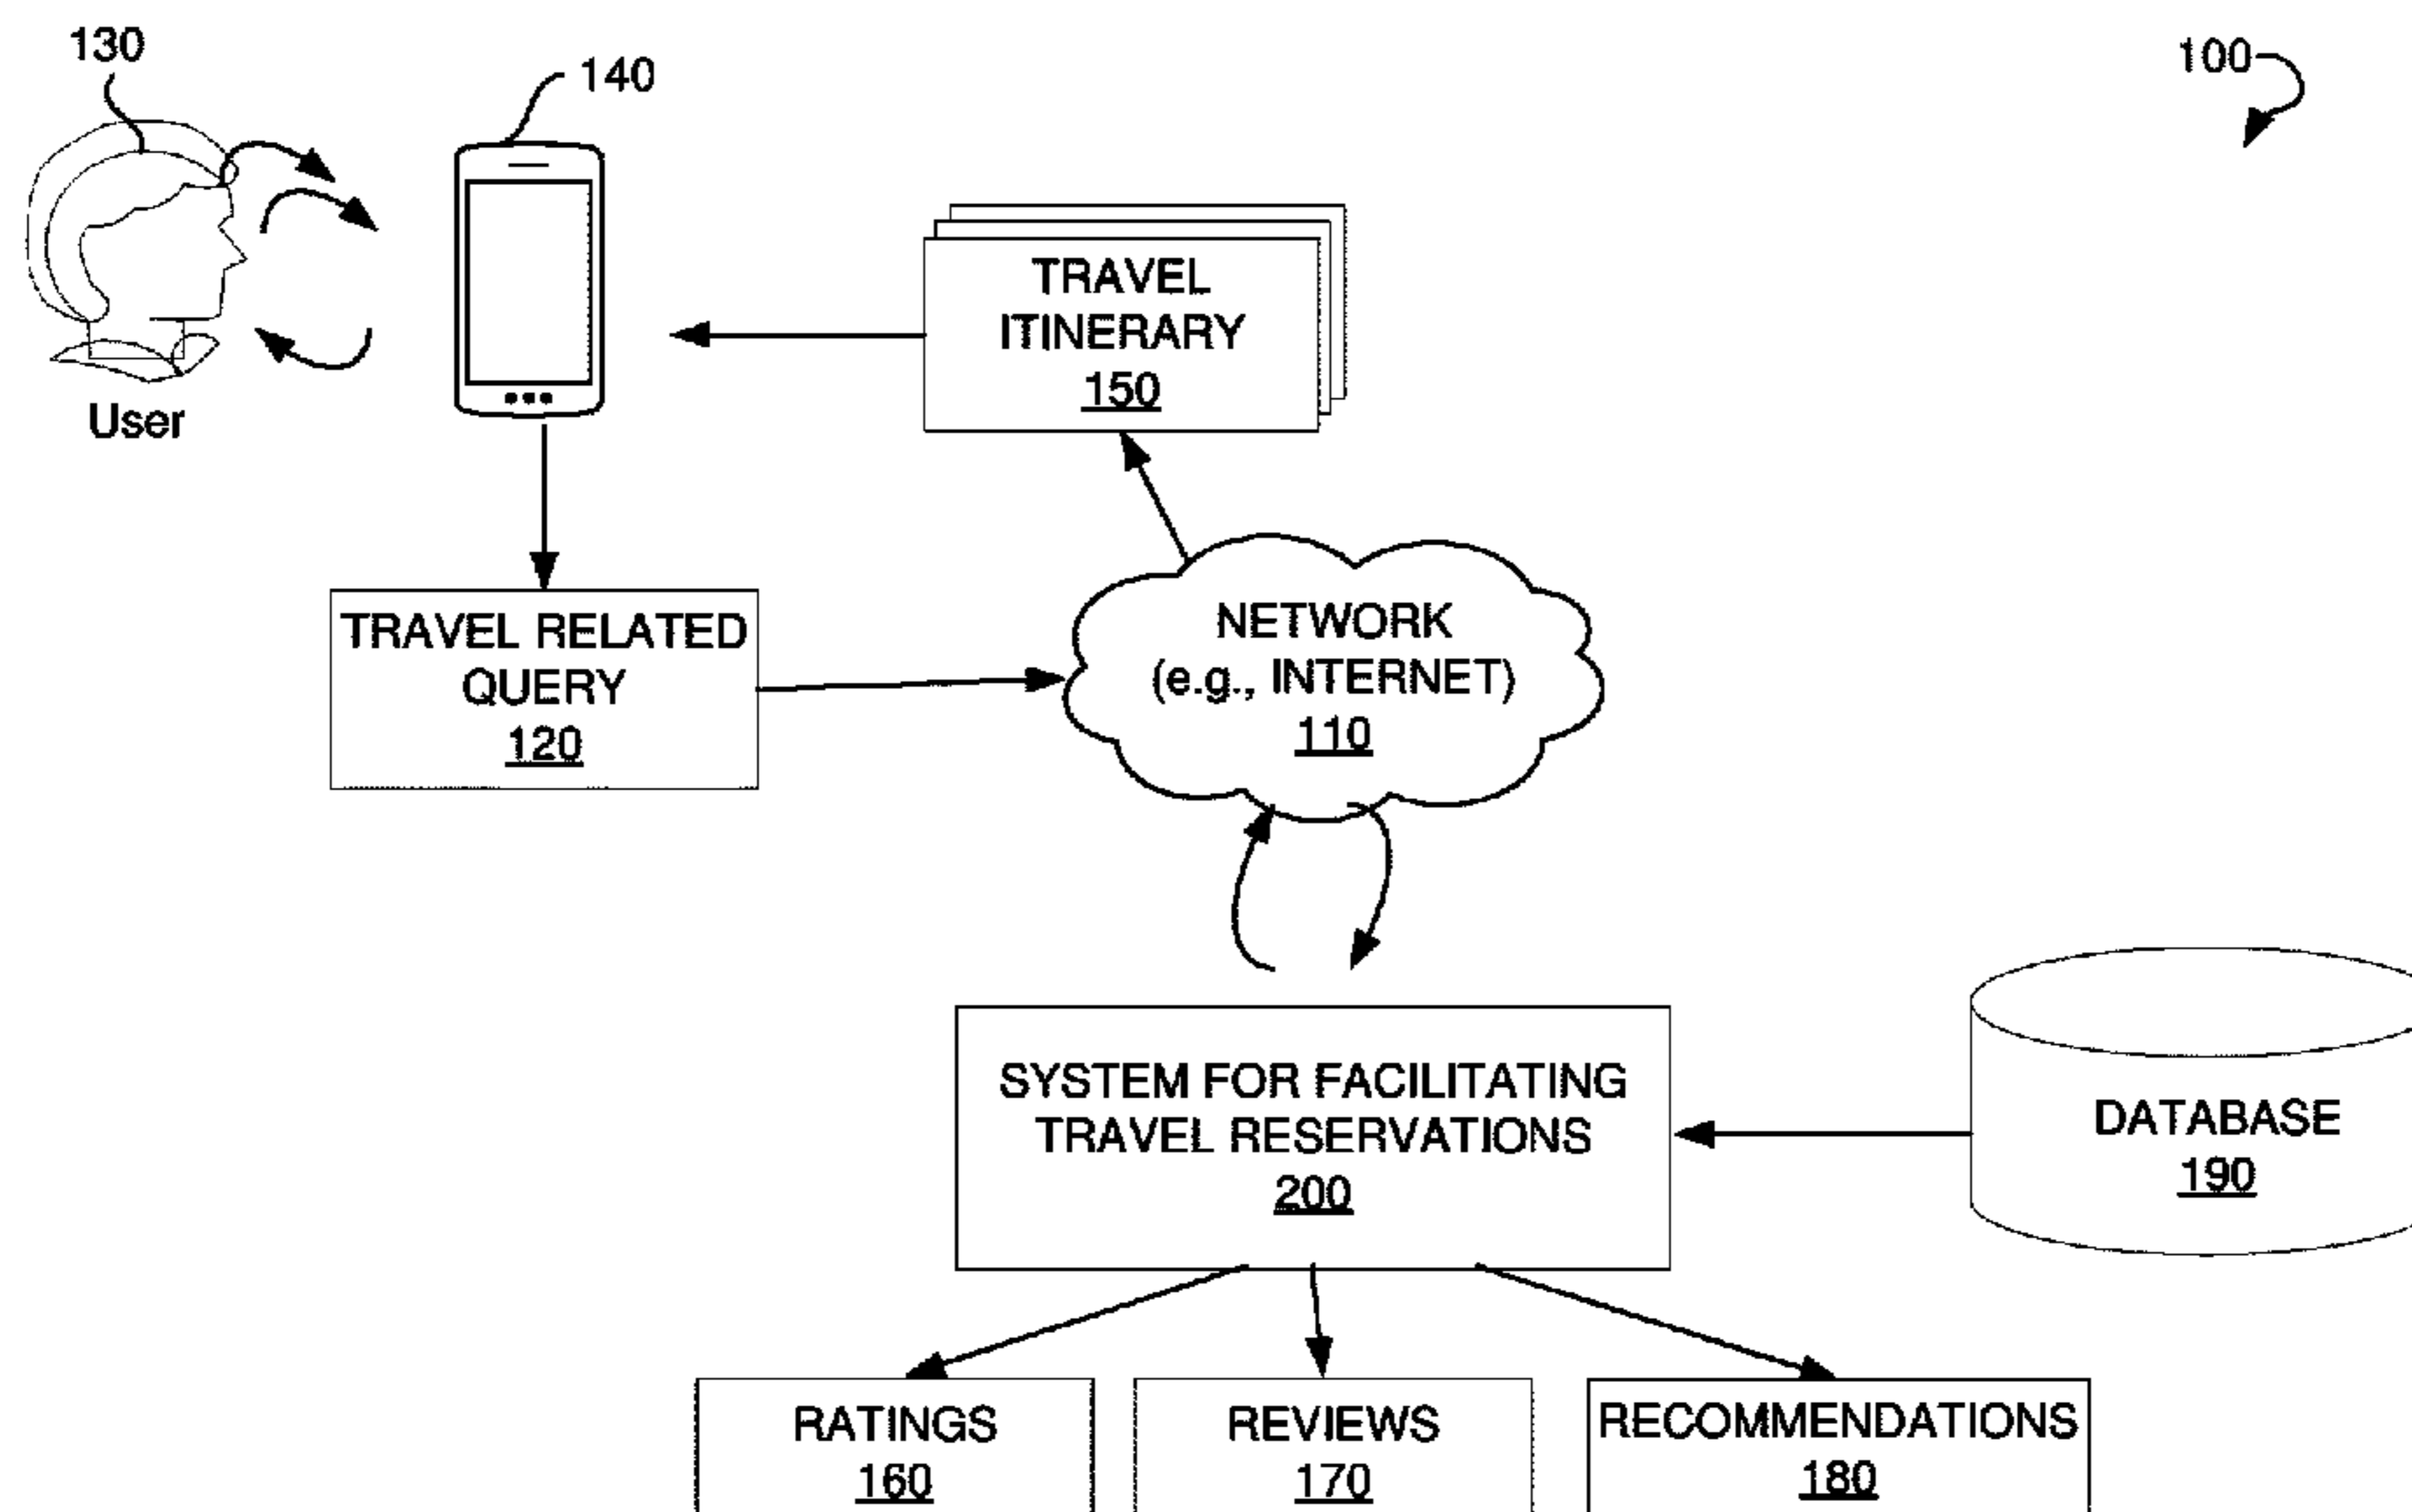 130
140
100
User
TRAVEL
ITINERARY
150
TRAVEL RELATED
QUERY
120
NETWORK
(e.g., INTERNET)
110
SYSTEM FOR FACILITATING
TRAVEL RESERVATIONS
200
DATABASE
190
RATINGS
160
REVIEWS
170
RECOMMENDATIONS
180